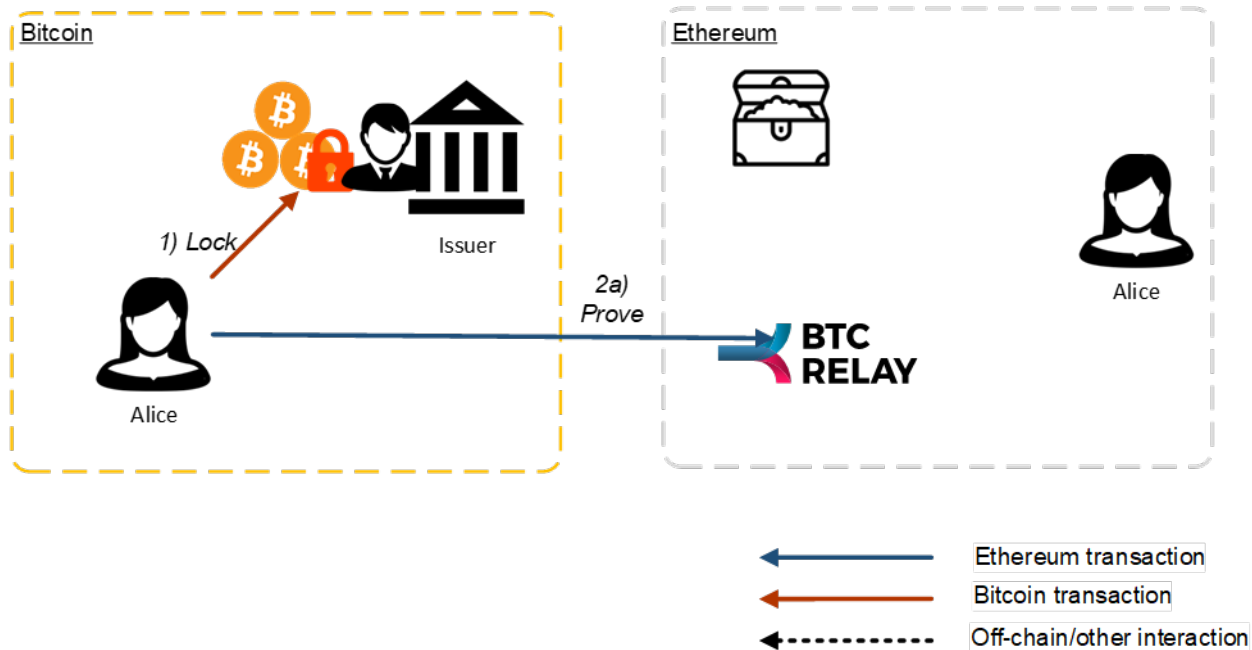 Bitcoin
Ethereum
Issuer
1) Lock
Alice
2a)
Prove
BTC
RELAY
Alice
Ethereum transaction
Bitcoin transaction
Off-chain/other interaction